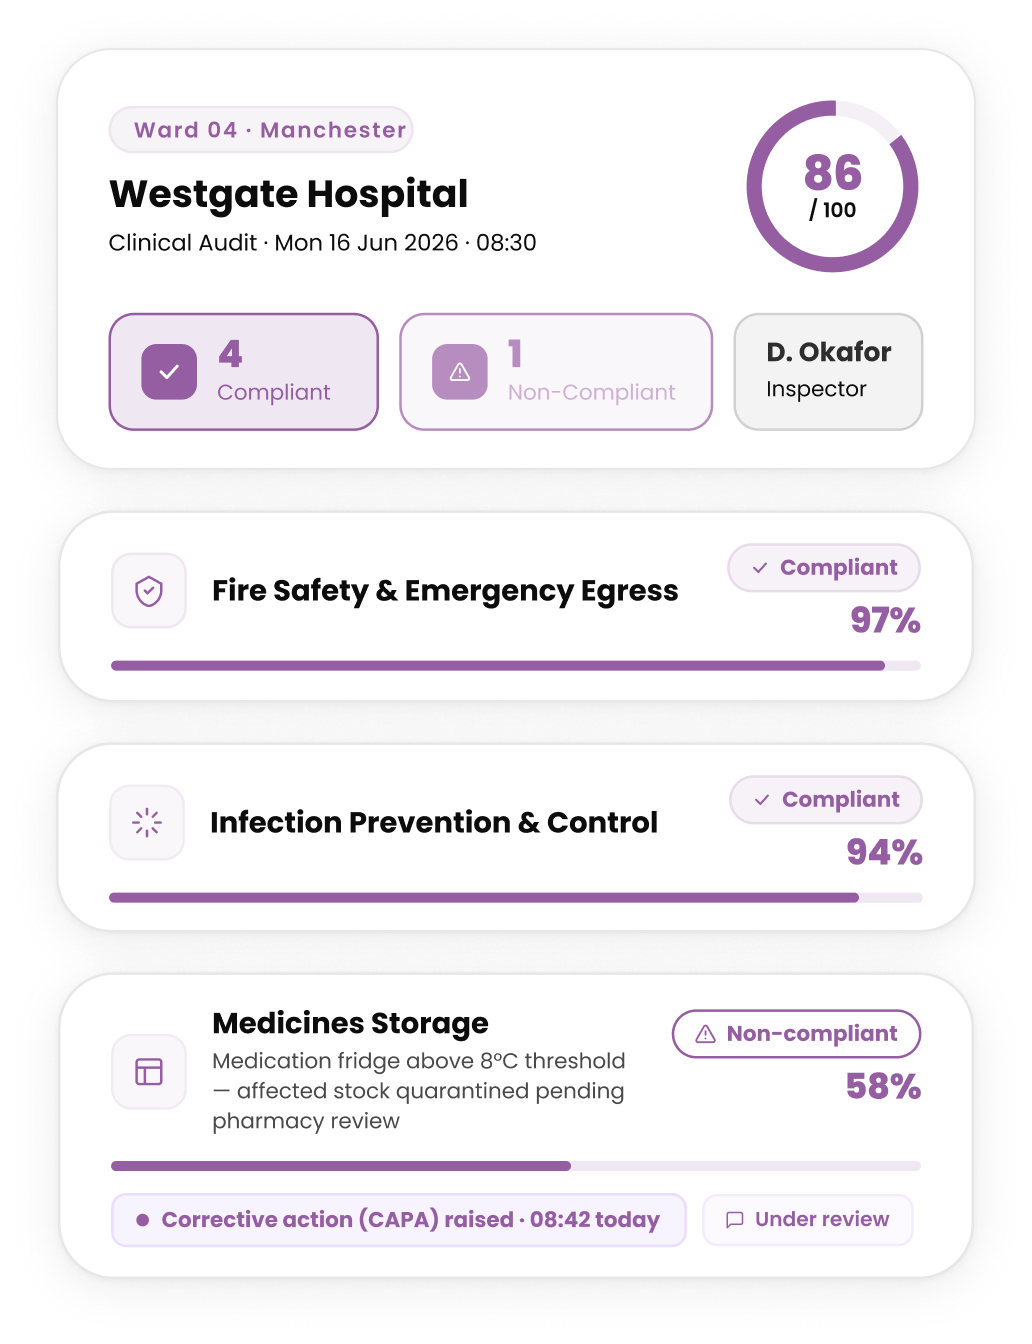 Ward 04 · Manchester
Westgate Hospital
Clinical Audit · Mon 16 Jun 2026 · 08:30
86
/ 100
4
Compliant
1
Non-Compliant
D. Okafor
Inspector
Fire Safety & Emergency Egress
Compliant
97%
Infection Prevention & Control
Compliant
94%
Medicines Storage
Medication fridge above 8°C threshold
— affected stock quarantined pending
pharmacy review
Non-compliant
58%
Corrective action (CAPA) raised · 08:42 today
Under review